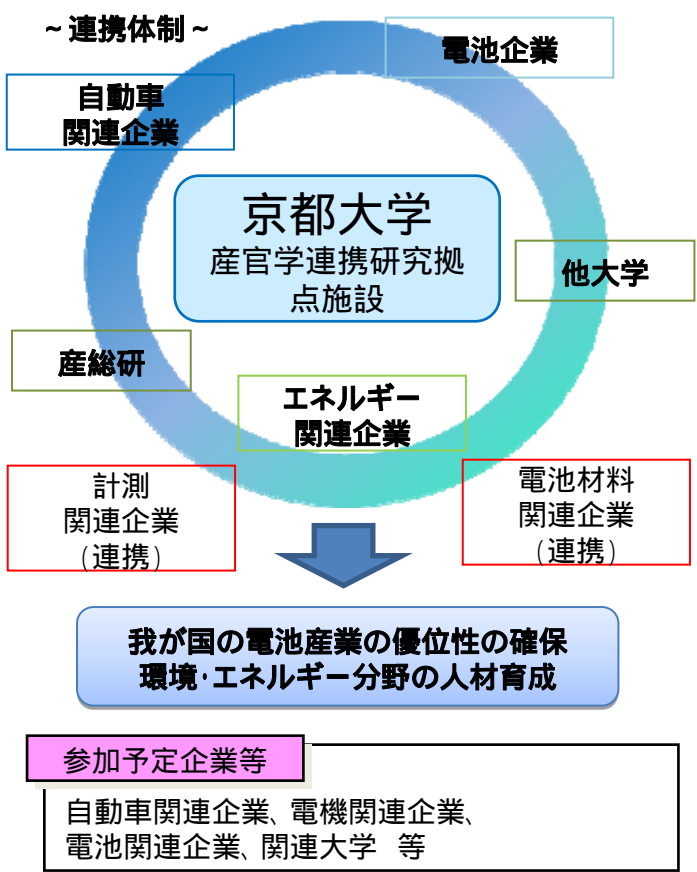 ~連携体制~
電池企業
自動車
関連企業
京都大学
産官学連携研究拠
点施設
他大学
産総研
エネルギー
関連企業
計測
関連企業
(連携)
電池材料
関連企業
(連携)
我が国の電池産業の優位性の確保
環境・エネルギー分野の人材育成
参加予定企業等
自動車関連企業、電機関連企業、
電池関連企業、関連大学 等